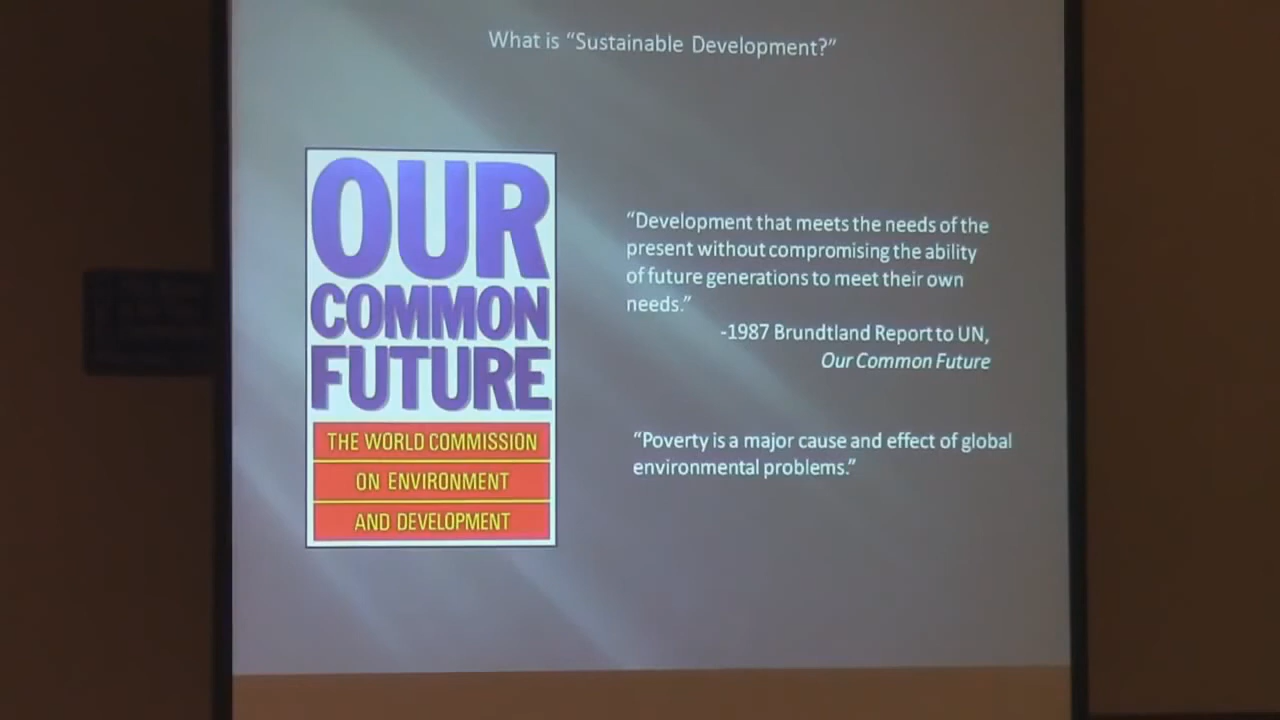 What is “Sustainable Development?”
OUR
COMMON
FUTURE
THE WORLD COMMISSION
ON ENVIRONMENT
AND DEVELOPMENT
“Development that meets the needs of the
present without compromising the ability
of future generations to meet their own
needs.”
-1987 Brundtland Report to UN,
Our Common Future
“Poverty is a major cause and effect of global
environmental problems.”